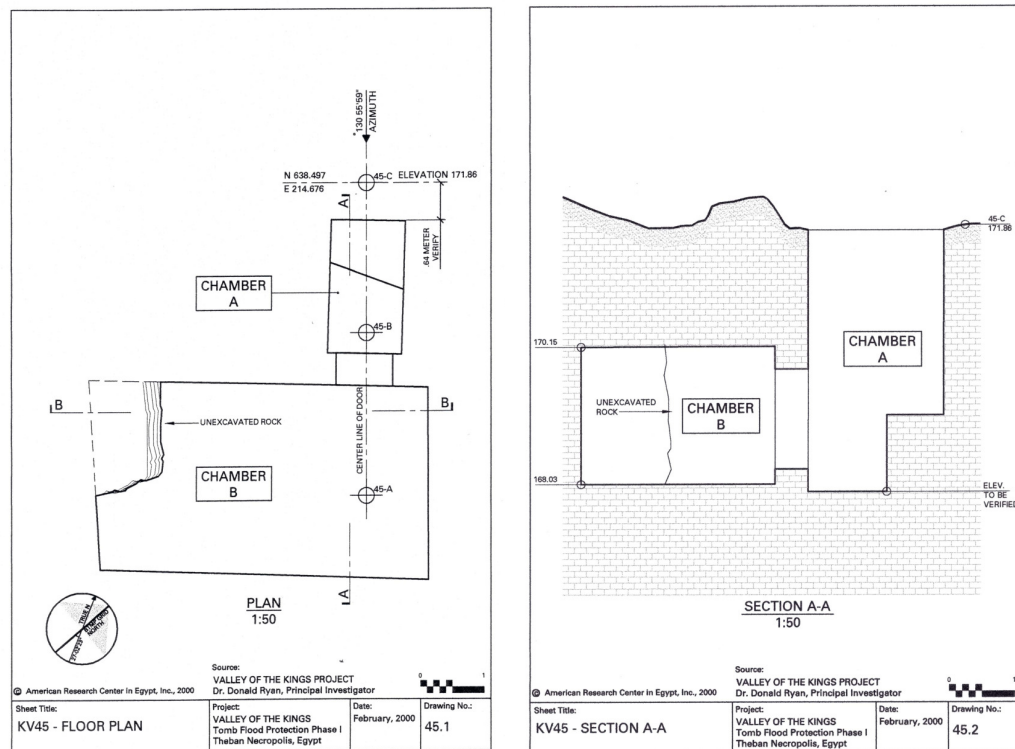 °130 55'59"
AZIMUTH
N 638.497
E 214.676
45-C
ELEVATION 171.86
A
.64 METER
VERIFY
CHAMBER
A
45-B
B
B
UNEXCAVATED ROCK
CENTER LINE OF DOOR
CHAMBER
B
45-A
A
PLAN
1:50
TRUE N
NORTH
Source:
VALLEY OF THE KINGS PROJECT
Dr. Donald Ryan, Principal Investigator
0 1
© American Research Center in Egypt, Inc., 2000
Sheet Title:
KV45 - FLOOR PLAN
Project:
VALLEY OF THE KINGS
Tomb Flood Protection Phase I
Theban Necropolis, Egypt
Date:
February, 2000
Drawing No.:
45.1
45-C
171.86
170.15
CHAMBER
A
UNEXCAVATED
ROCK
CHAMBER
B
168.03
ELEV.
TO BE
VERIFIED
SECTION A-A
1:50
Source:
VALLEY OF THE KINGS PROJECT
Dr. Donald Ryan, Principal Investigator
0 1
© American Research Center in Egypt, Inc., 2000
Sheet Title:
KV45 - SECTION A-A
Project:
VALLEY OF THE KINGS
Tomb Flood Protection Phase I
Theban Necropolis, Egypt
Date:
February, 2000
Drawing No.:
45.2